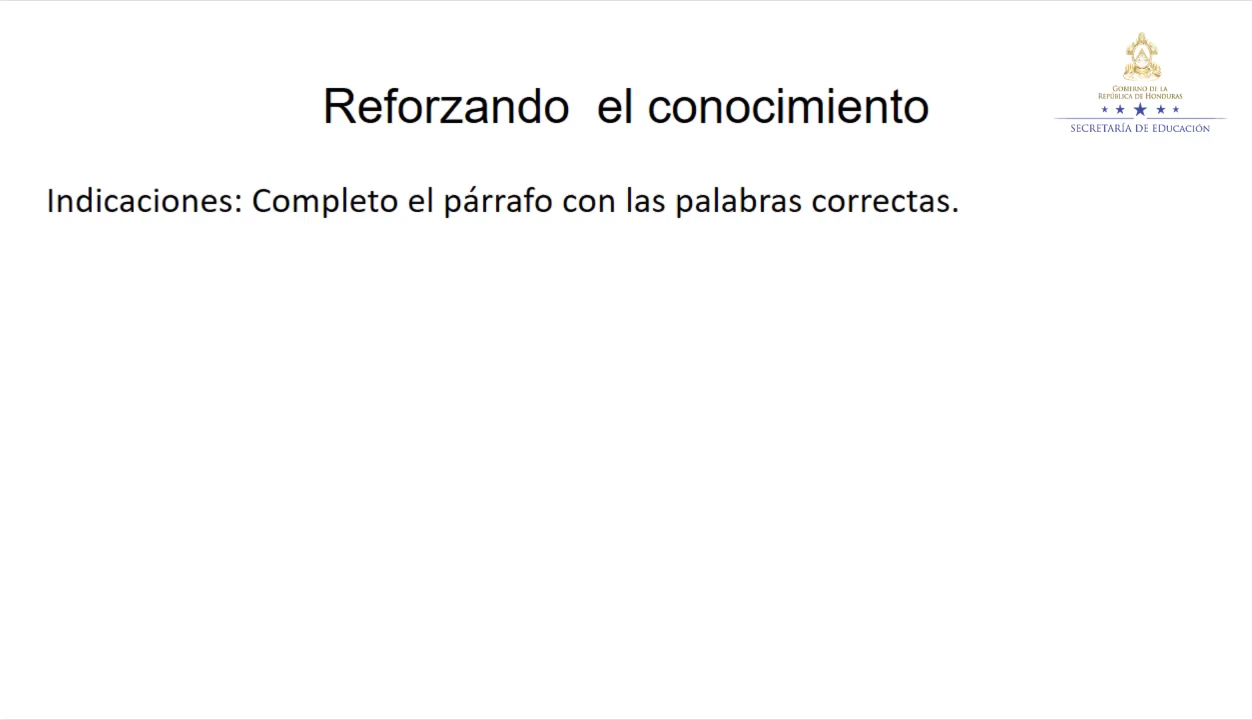 Reforzando el conocimiento
GOBIERNO DE LA
REPÚBLICA DE HONDURAS
SECRETARÍA DE EDUCACIÓN
Indicaciones: Completo el párrafo con las palabras correctas.